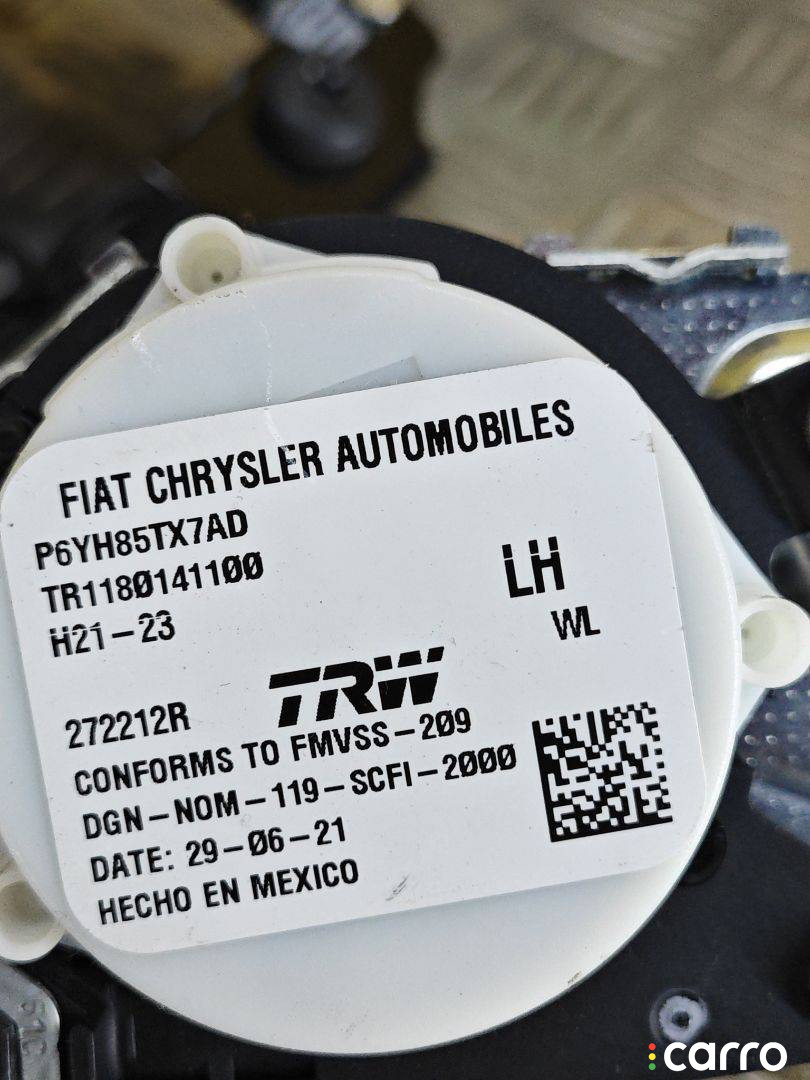 FIAT CHRYSLER AUTOMOBILES
P6YH85TX7AD
TR1180141100
H21-23
LH
WL
272212R
TRW
CONFORMS TO FMVSS-209
DGN-NOM-119-SCFI-2000
DATE: 29-06-21
HECHO EN MEXICO
carro